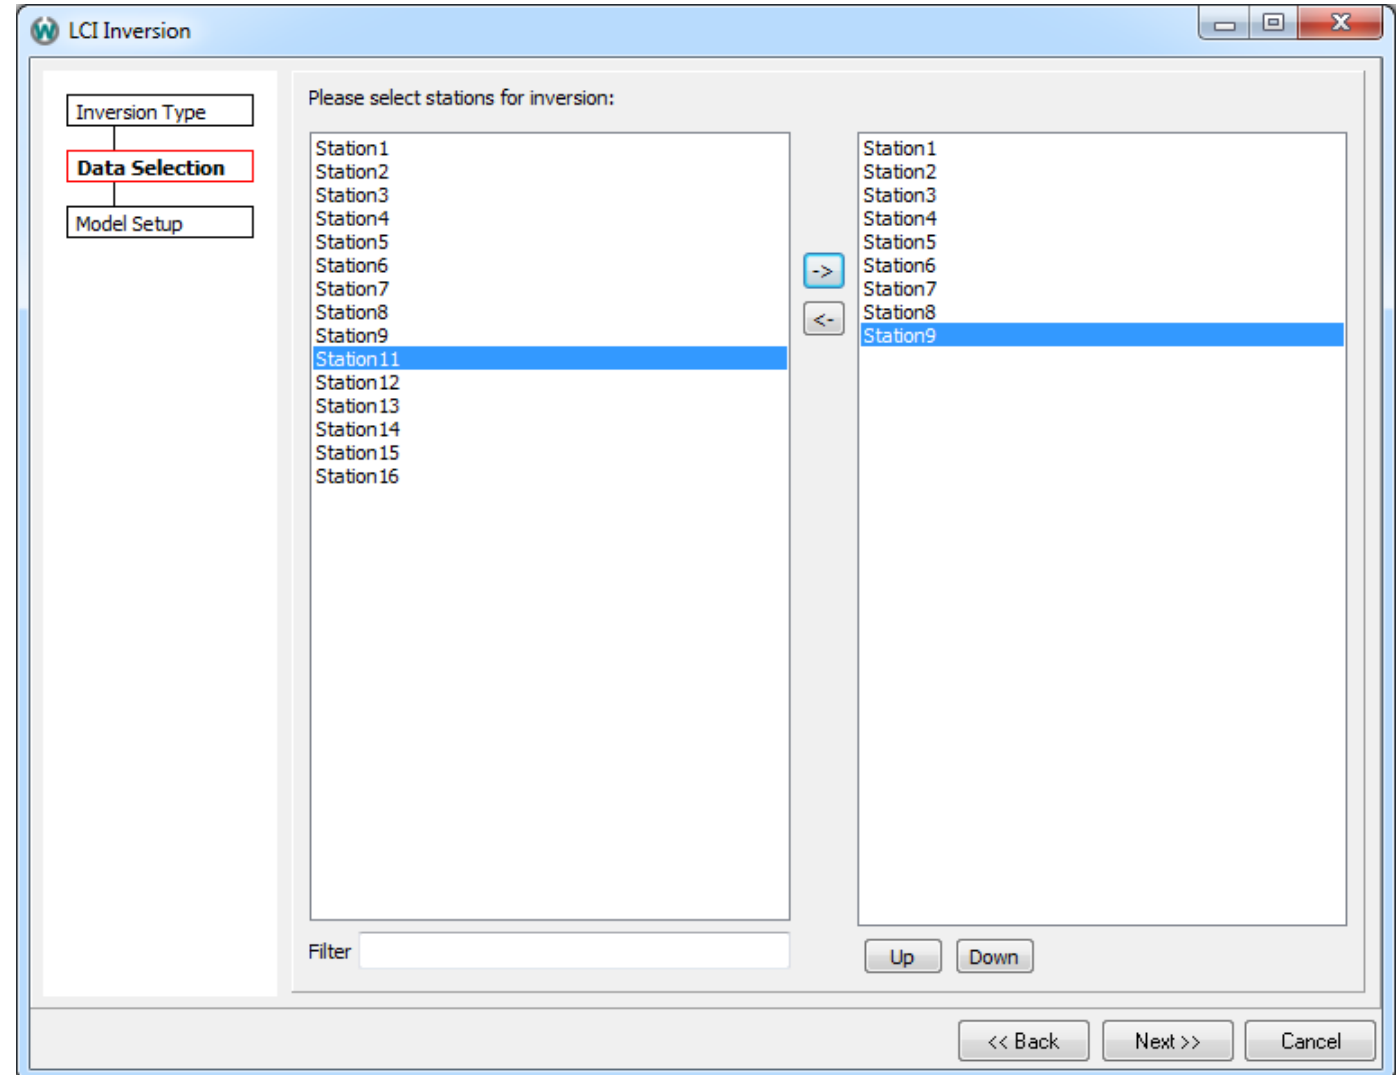 LCI Inversion
Inversion Type
Data Selection
Model Setup
Please select stations for inversion:
Station1
Station2
Station3
Station4
Station5
Station6
Station7
Station8
Station9
Station11
Station12
Station13
Station14
Station15
Station16
Filter
->
<-
Station1
Station2
Station3
Station4
Station5
Station6
Station7
Station8
Station9
Up Down
<< Back Next >> Cancel